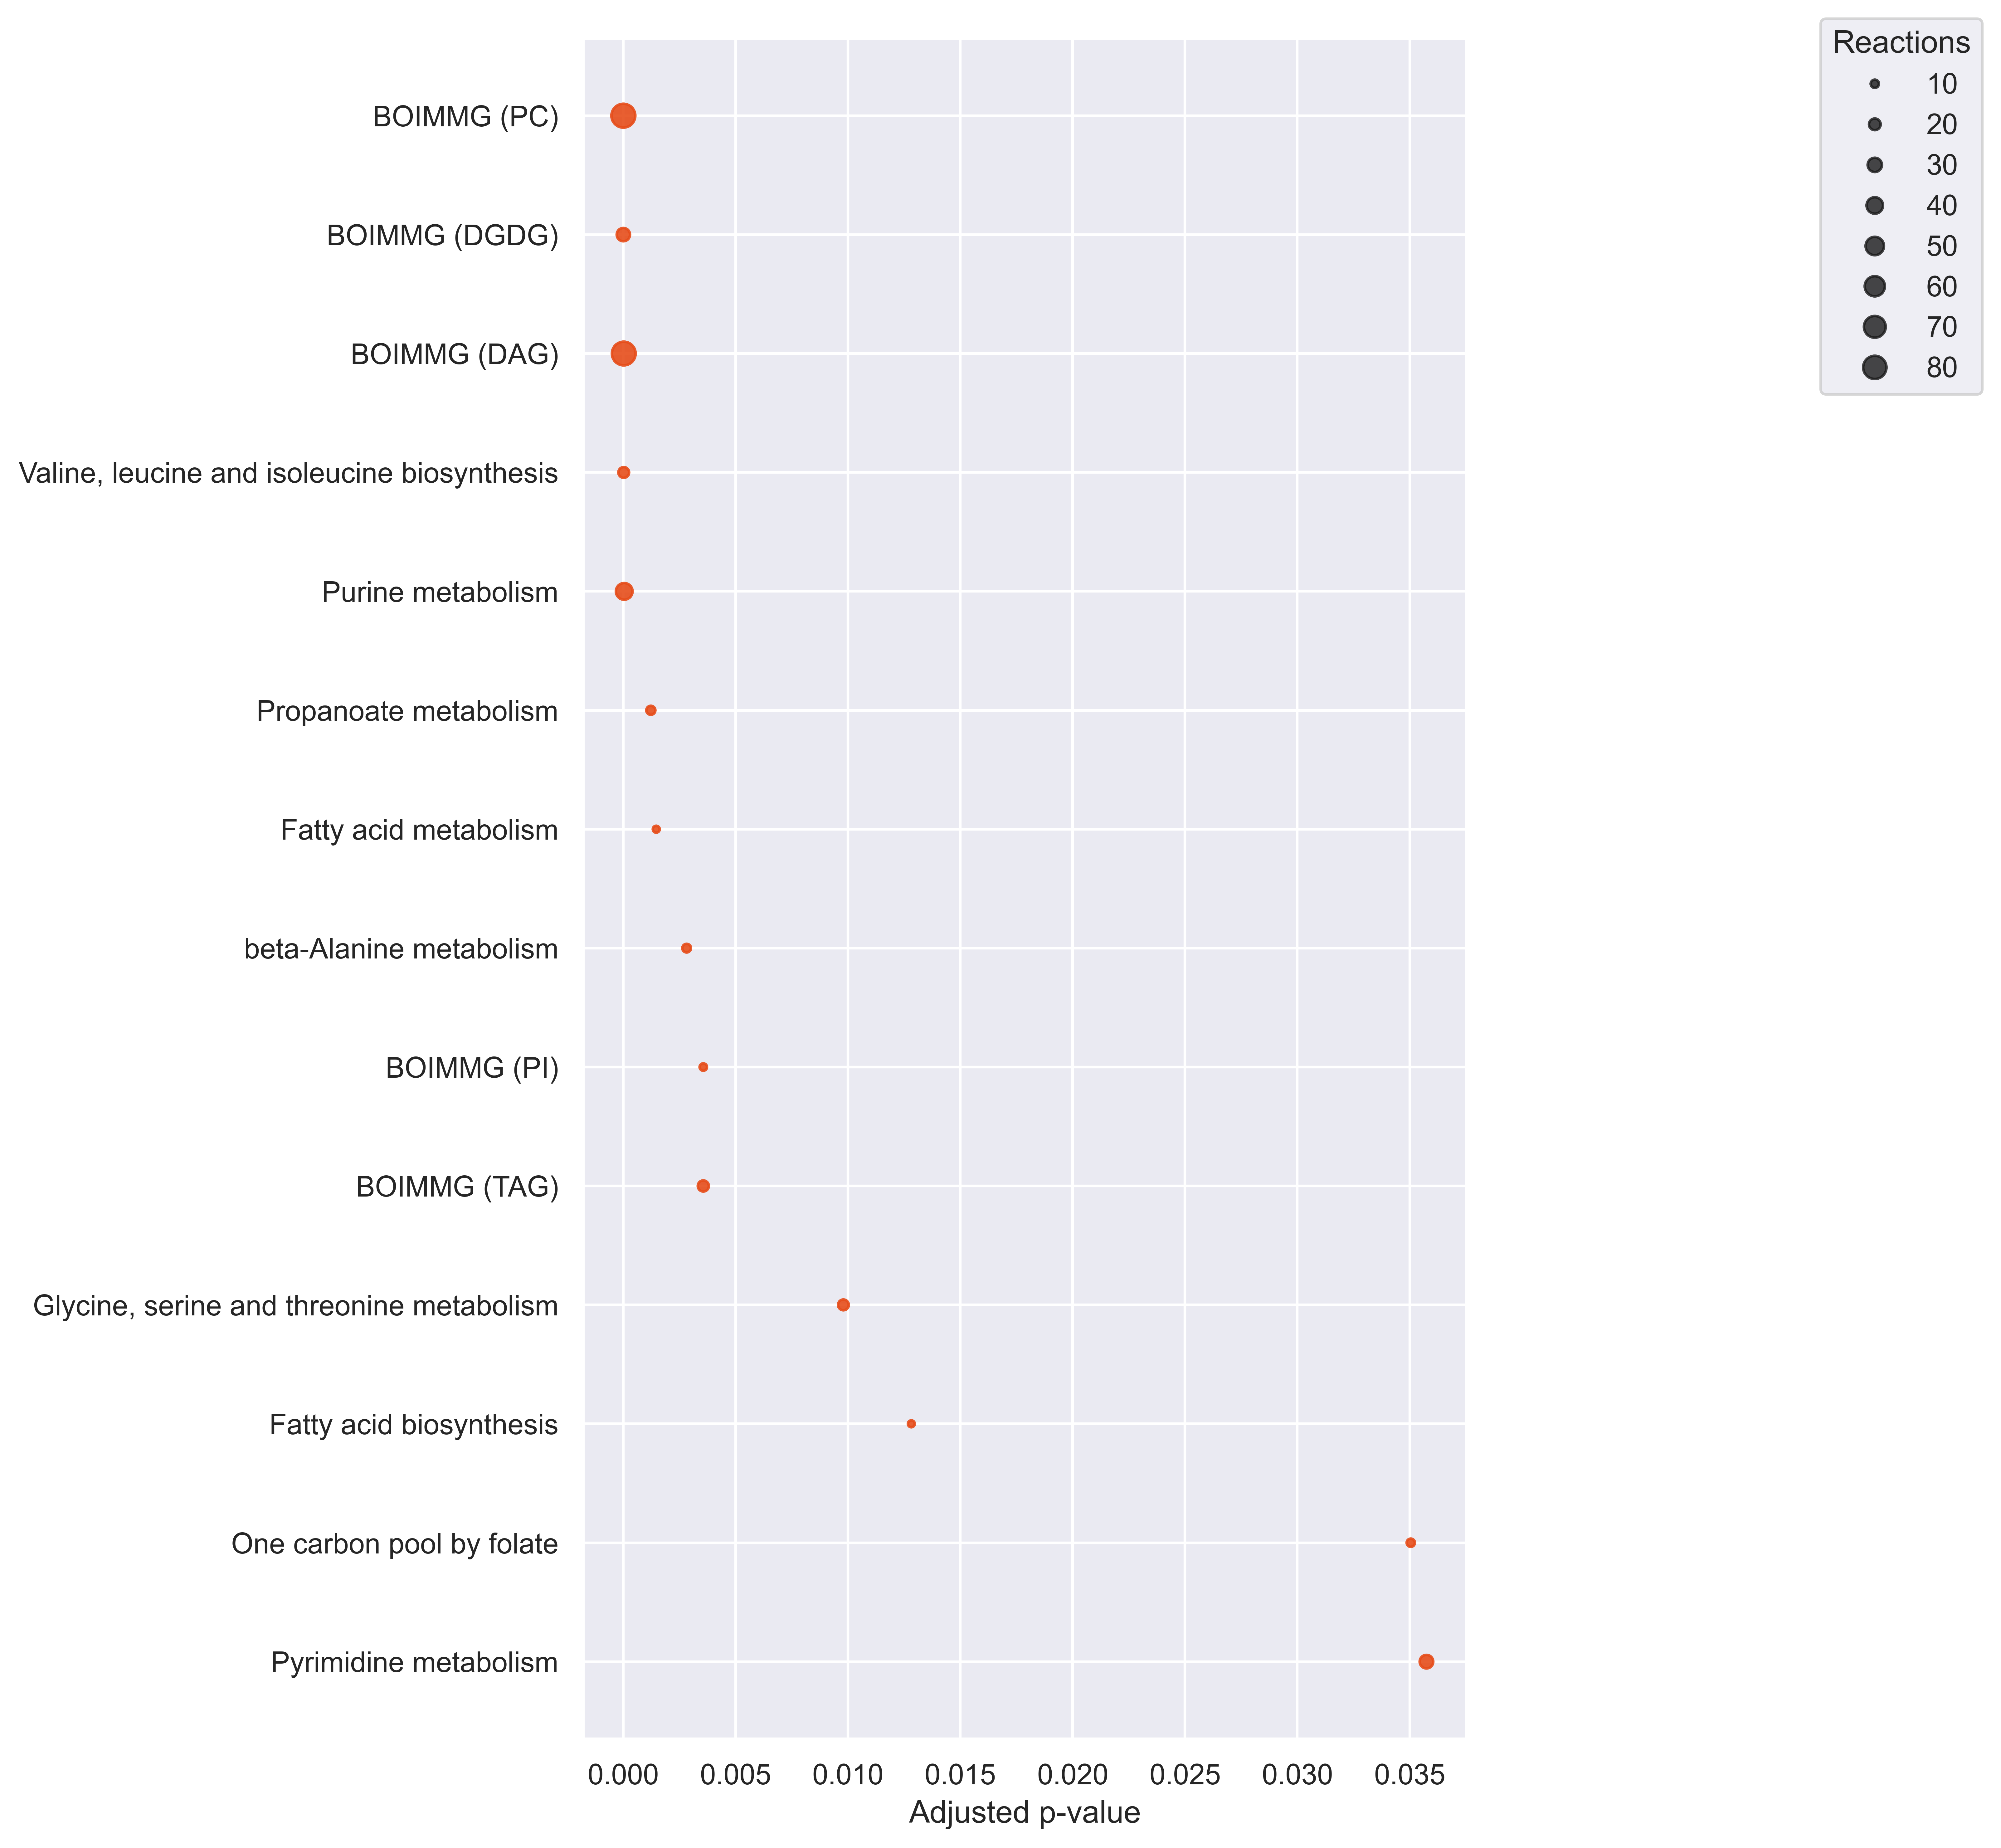 Reactions
10
20
30
40
50
60
70
80
BOIMMG (PC)
BOIMMG (DGDG)
BOIMMG (DAG)
Valine, leucine and isoleucine biosynthesis
Purine metabolism
Propanoate metabolism
Fatty acid metabolism
beta-Alanine metabolism
BOIMMG (PI)
BOIMMG (TAG)
Glycine, serine and threonine metabolism
Fatty acid biosynthesis
One carbon pool by folate
Pyrimidine metabolism
0.000 0.005 0.010 0.015 0.020 0.025 0.030 0.035
Adjusted p-value